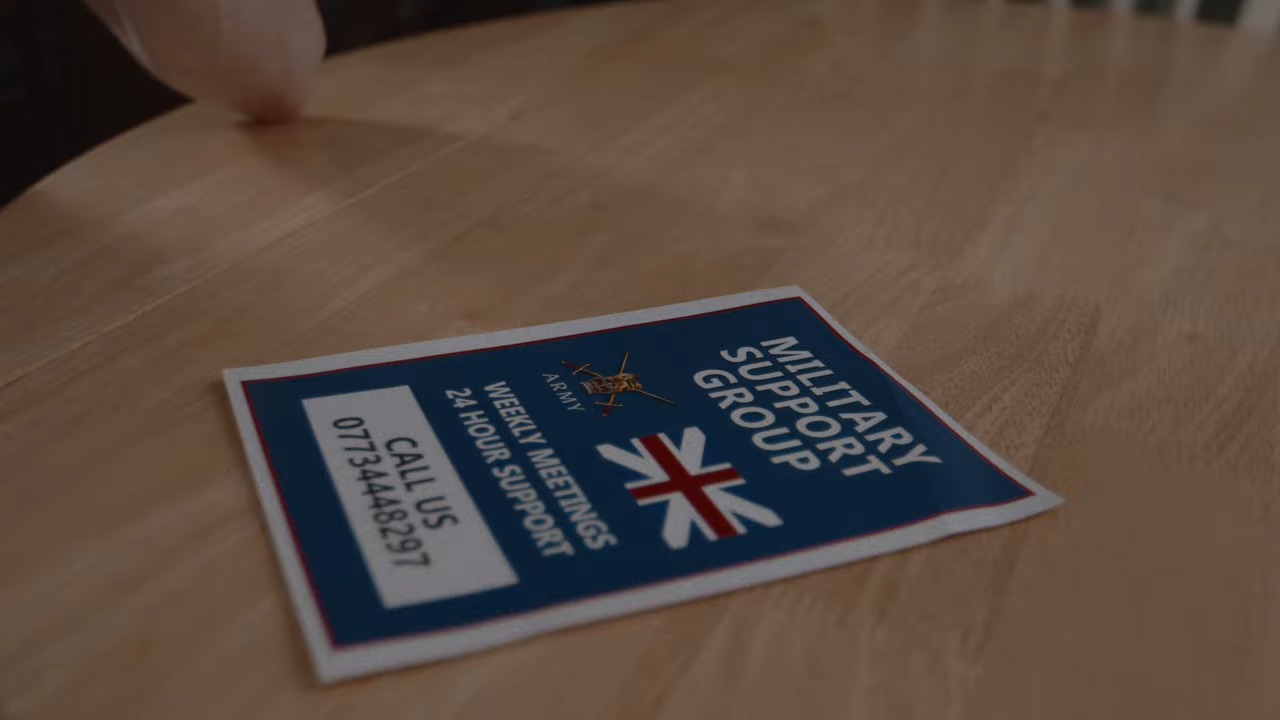 MILITARY
SUPPORT
GROUP
ARMY
WEEKLY MEETINGS
24 HOUR SUPPORT
CALL US
07734448297